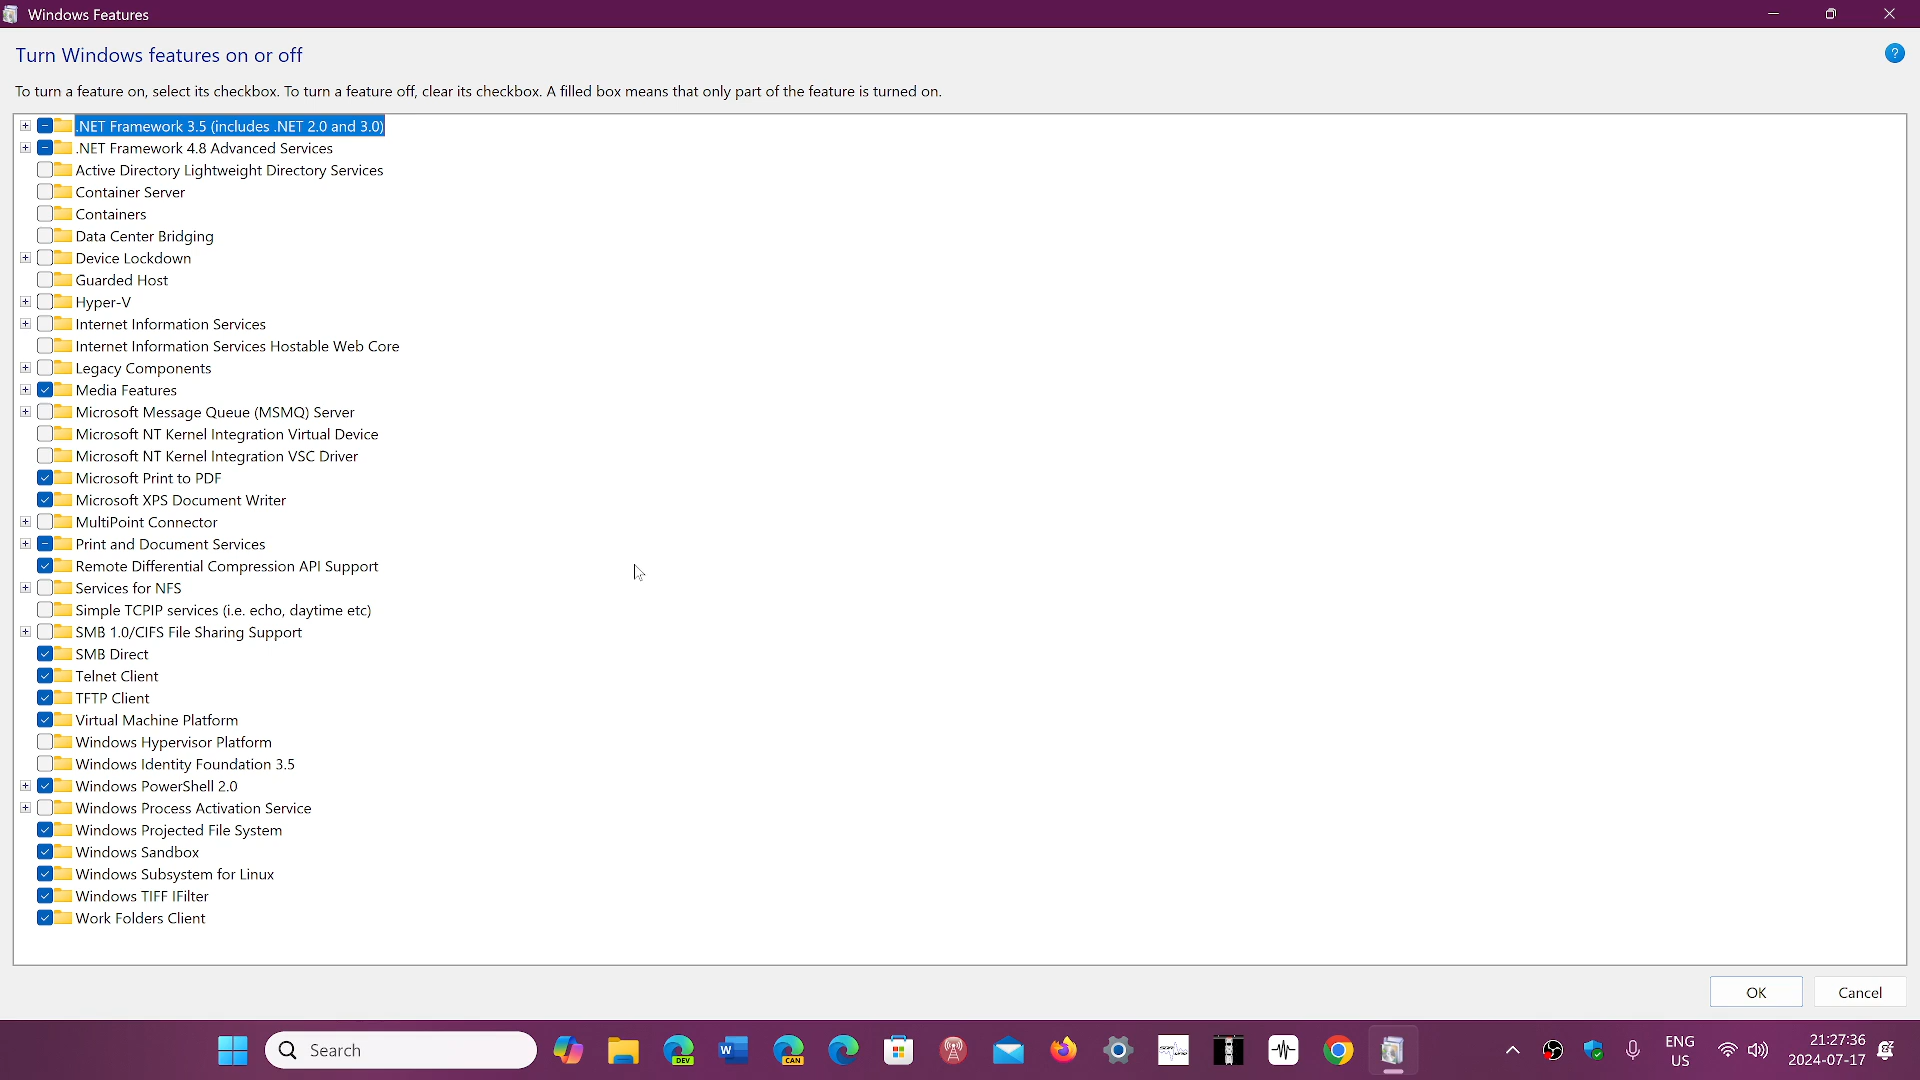 Windows Features
Turn Windows features on or off
?
To turn a feature on, select its checkbox. To turn a feature off, clear its checkbox. A filled box means that only part of the feature is turned on.
.NET Framework 3.5 (includes .NET 2.0 and 3.0)
.NET Framework 4.8 Advanced Services
Active Directory Lightweight Directory Services
Container Server
Containers
Data Center Bridging
Device Lockdown
Guarded Host
Hyper-V
Internet Information Services
Internet Information Services Hostable Web Core
Legacy Components
Media Features
Microsoft Message Queue (MSMQ) Server
Microsoft NT Kernel Integration Virtual Device
Microsoft NT Kernel Integration VSC Driver
Microsoft Print to PDF
Microsoft XPS Document Writer
MultiPoint Connector
Print and Document Services
Remote Differential Compression API Support
Services for NFS
Simple TCPIP services (i.e. echo, daytime etc)
SMB 1.0/CIFS File Sharing Support
SMB Direct
Telnet Client
TFTP Client
Virtual Machine Platform
Windows Hypervisor Platform
Windows Identity Foundation 3.5
Windows PowerShell 2.0
Windows Process Activation Service
Windows Projected File System
Windows Sandbox
Windows Subsystem for Linux
Windows TIFF IFilter
Work Folders Client
OK Cancel
Search
DEV
W
CAN
ENG
US
21:27:36
2024-07-17